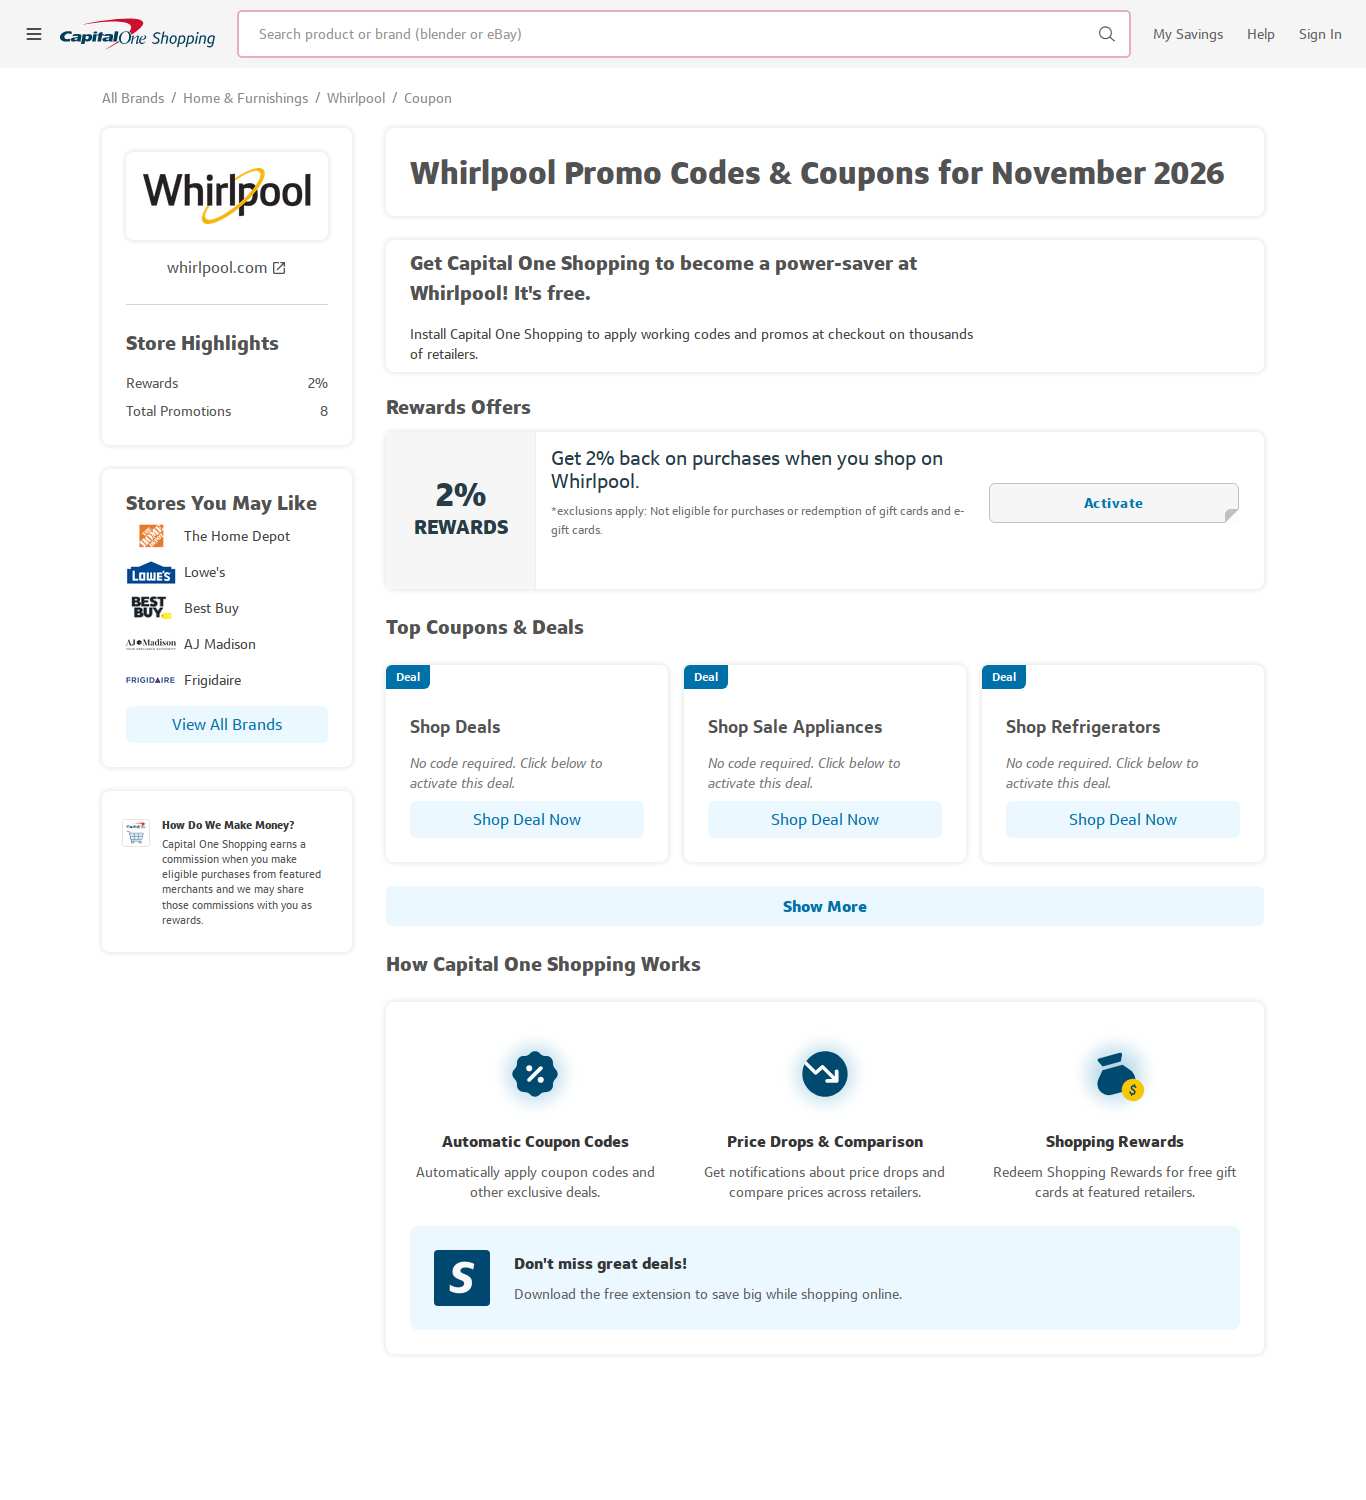 Capital One Shopping
Search product or brand (blender or eBay)
My Savings
Help
Sign In
All Brands / Home & Furnishings / Whirlpool / Coupon
Whirlpool
whirlpool.com
Store Highlights
Rewards 2%
Total Promotions 8
Stores You May Like
The Home Depot
LOWE'S Lowe's
BEST
BUY Best Buy
AJ Madison AJ Madison
FRIGIDAIRE Frigidaire
View All Brands
How Do We Make Money?
Capital One Shopping earns a
commission when you make
eligible purchases from featured
merchants and we may share
those commissions with you as
rewards.
Whirlpool Promo Codes & Coupons for November 2026
Get Capital One Shopping to become a power-saver at
Whirlpool! It's free.
Install Capital One Shopping to apply working codes and promos at checkout on thousands
of retailers.
Rewards Offers
2%
REWARDS
Get 2% back on purchases when you shop on
Whirlpool.
*exclusions apply: Not eligible for purchases or redemption of gift cards and e-
gift cards.
Activate
Top Coupons & Deals
Deal
Shop Deals
No code required. Click below to
activate this deal.
Shop Deal Now
Deal
Shop Sale Appliances
No code required. Click below to
activate this deal.
Shop Deal Now
Deal
Shop Refrigerators
No code required. Click below to
activate this deal.
Shop Deal Now
Show More
How Capital One Shopping Works
Automatic Coupon Codes
Automatically apply coupon codes and
other exclusive deals.
Price Drops & Comparison
Get notifications about price drops and
compare prices across retailers.
$
Shopping Rewards
Redeem Shopping Rewards for free gift
cards at featured retailers.
S
Don't miss great deals!
Download the free extension to save big while shopping online.